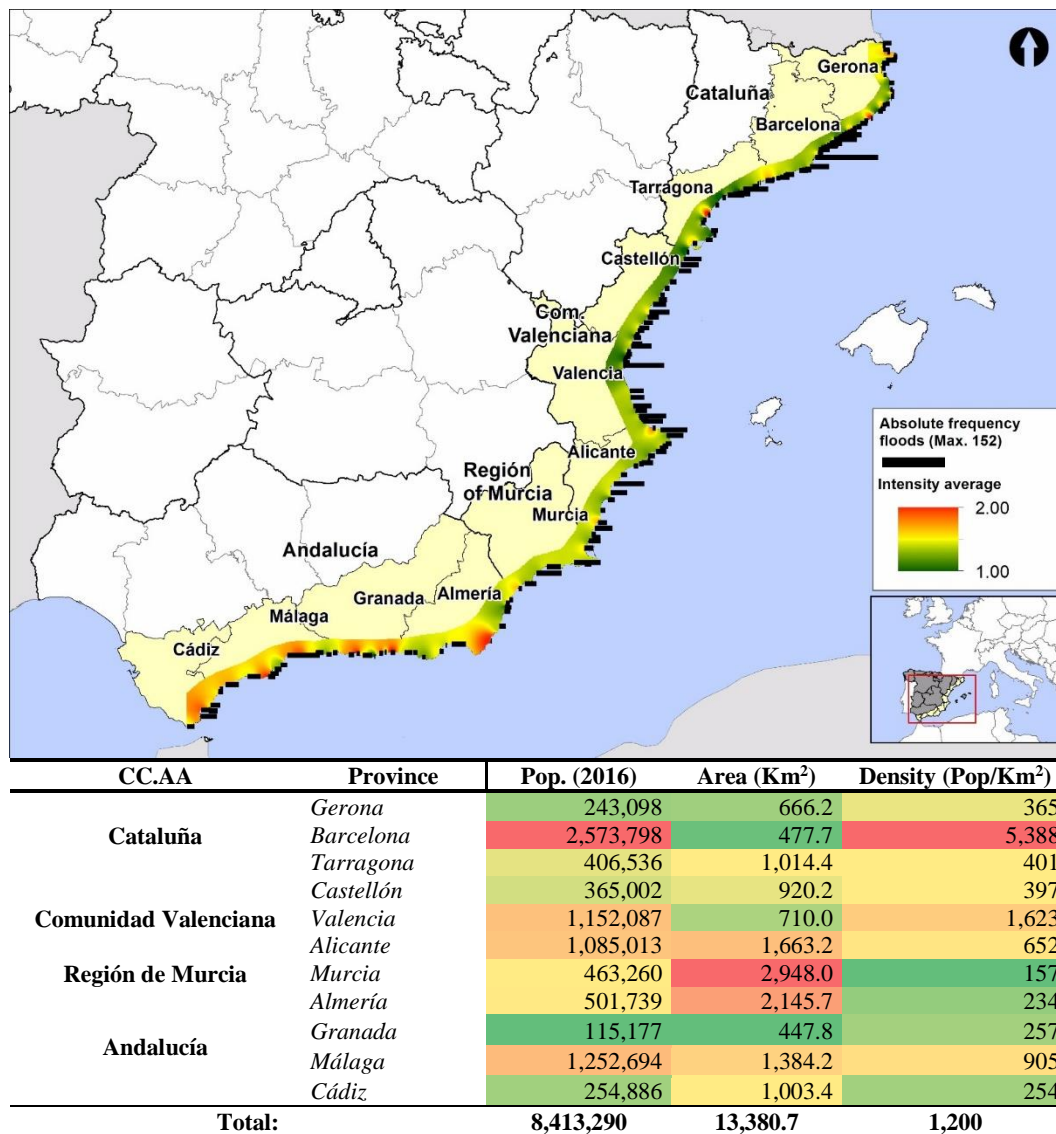 Gerona
Cataluña
Barcelona
Tarragona
Castellón
Com.
Valenciana
Valencia
Alicante
Región
of Murcia
Murcia
Andalucía
Almería
Granada
Málaga
Cádiz
Absolute frequency
floods (Max. 152)
Intensity average
2.00
1.00
CC.AA Province Pop. (2016) Area (Km²) Density (Pop/Km²)
Gerona 243,098 666.2 365
Cataluña Barcelona 2,573,798 477.7 5,388
Tarragona 406,536 1,014.4 401
Castellón 365,002 920.2 397
Comunidad Valenciana Valencia 1,152,087 710.0 1,623
Alicante 1,085,013 1,663.2 652
Región de Murcia Murcia 463,260 2,948.0 157
Almería 501,739 2,145.7 234
Andalucía Granada 115,177 447.8 257
Málaga 1,252,694 1,384.2 905
Cádiz 254,886 1,003.4 254
Total: 8,413,290 13,380.7 1,200